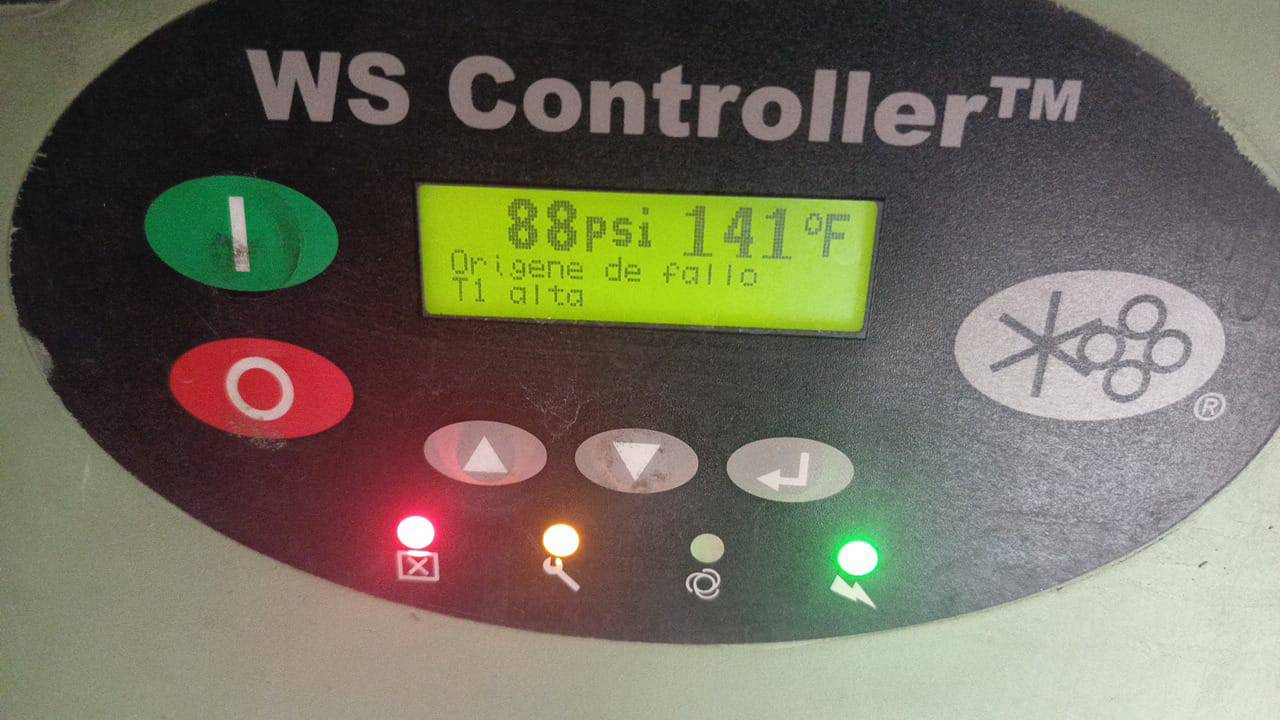 WS Controller™
88psi 141°F
Origene de fallo
T1 alta
®